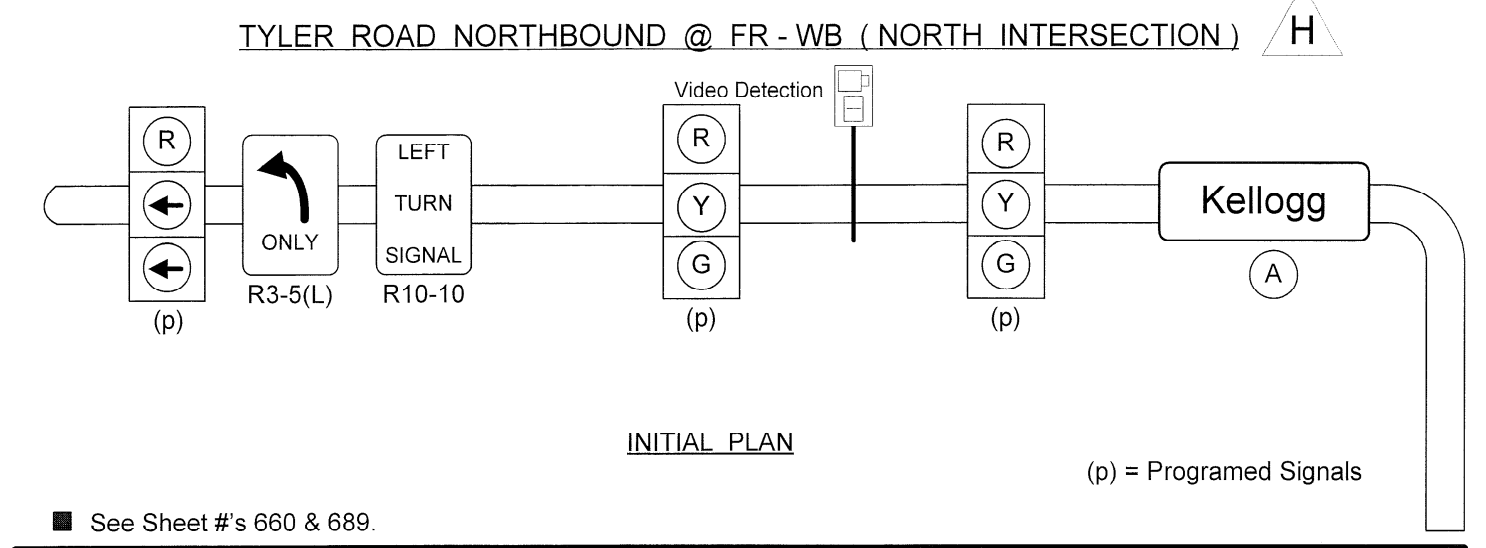 TYLER ROAD NORTHBOUND @ FR - WB ( NORTH INTERSECTION )
H
Video Detection
R
LEFT
TURN
SIGNAL
ONLY
R3-5(L)
R10-10
(p)
R
Y
G
(p)
R
Y
G
(p)
Kellogg
A
INITIAL PLAN
(p) = Programed Signals
See Sheet #'s 660 & 689.